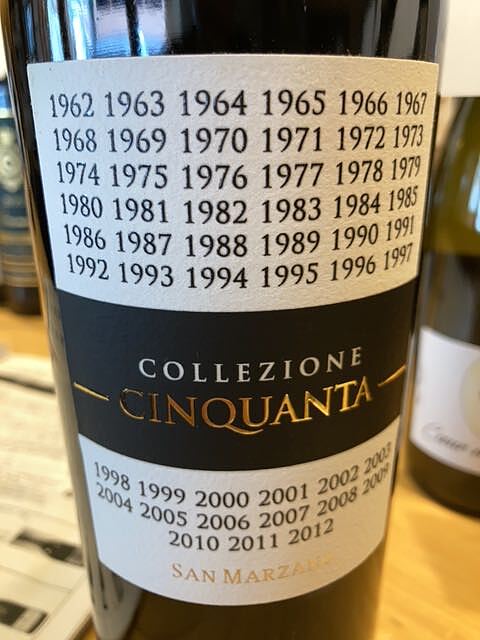 1962 1963 1964 1965 1966 1967
1968 1969 1970 1971 1972 1973
1974 1975 1976 1977 1978 1979
1980 1981 1982 1983 1984 1985
1986 1987 1988 1989 1990 1991
1992 1993 1994 1995 1996 1997
COLLEZIONE
CINQUANTA
1998 1999 2000 2001 2002 2003
2004 2005 2006 2007 2008 2009
2010 2011 2012
SAN MARZANO